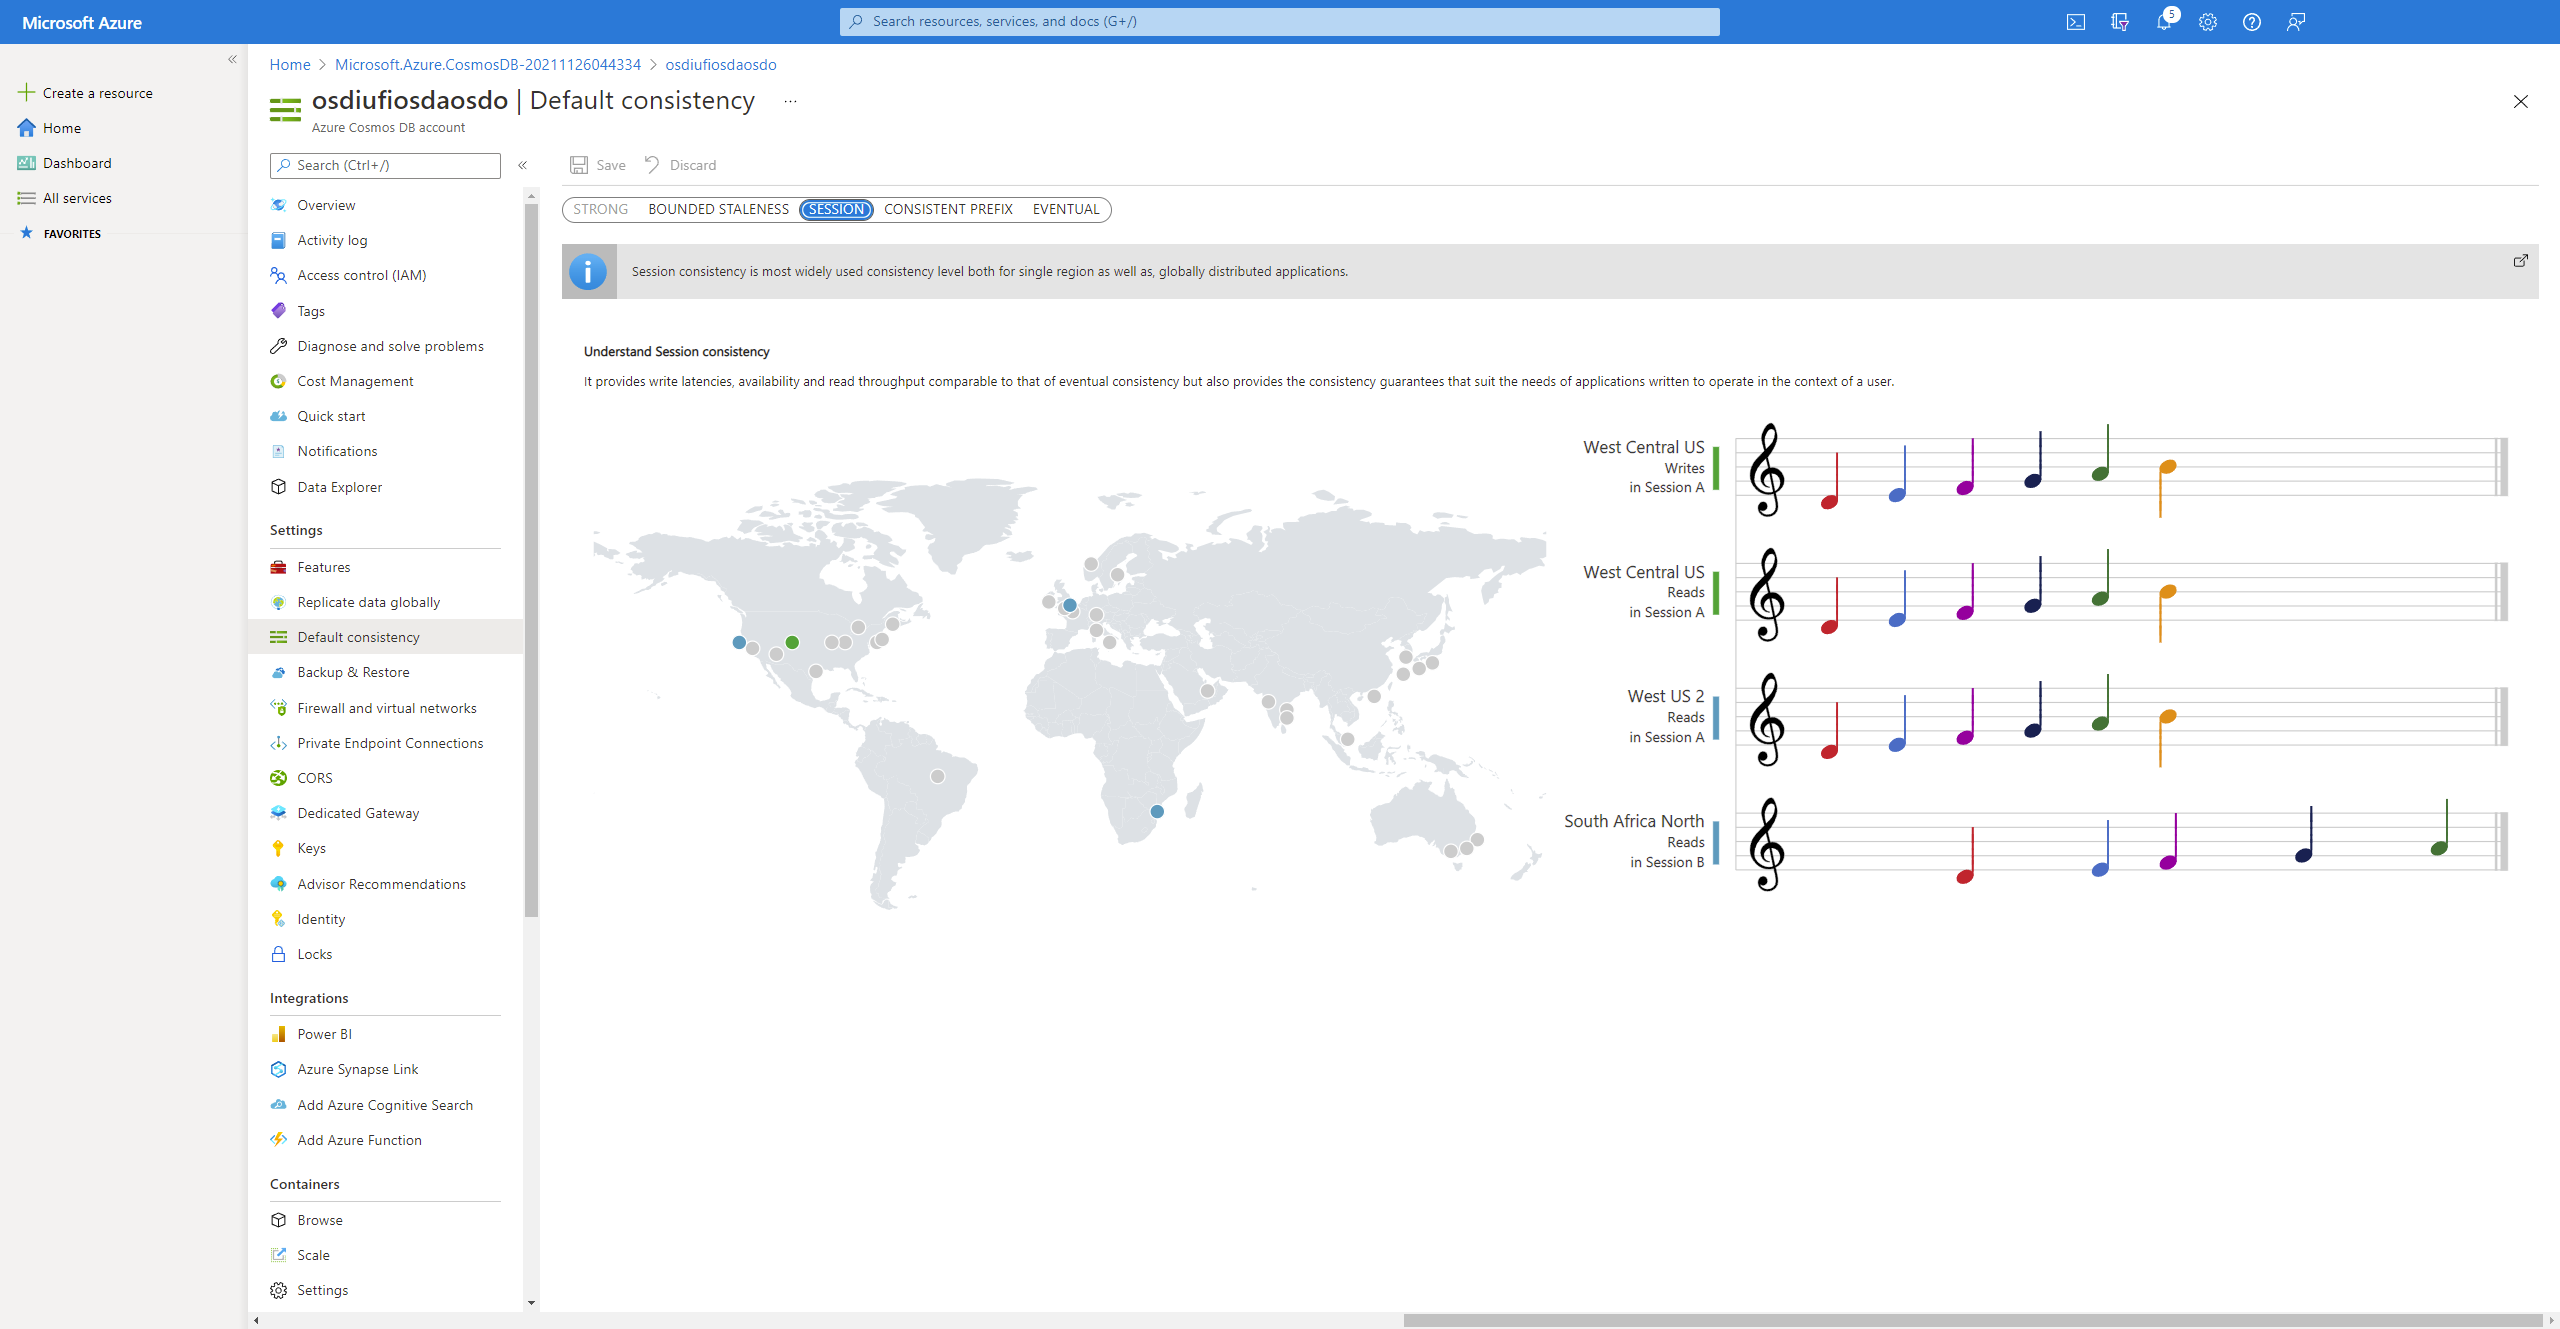 Microsoft Azure
Search resources, services, and docs (G+/)
5
Home > Microsoft.Azure.CosmosDB-20211126044334 > osdiufiosdaosdo
osdiufiosdaosdo | Default consistency ...
Azure Cosmos DB account
Create a resource
Home
Dashboard
All services
FAVORITES
Search (Ctrl+/)
Overview
Activity log
Access control (IAM)
Tags
Diagnose and solve problems
Cost Management
Quick start
Notifications
Data Explorer
Settings
Features
Replicate data globally
Default consistency
Backup & Restore
Firewall and virtual networks
Private Endpoint Connections
CORS
Dedicated Gateway
Keys
Advisor Recommendations
Identity
Locks
Integrations
Power BI
Azure Synapse Link
Add Azure Cognitive Search
Add Azure Function
Containers
Browse
Scale
Settings
Save Discard
STRONG BOUNDED STALENESS SESSION CONSISTENT PREFIX EVENTUAL
Session consistency is most widely used consistency level both for single region as well as, globally distributed applications.
Understand Session consistency
It provides write latencies, availability and read throughput comparable to that of eventual consistency but also provides the consistency guarantees that suit the needs of applications written to operate in the context of a user.
West Central US
Writes
in Session A
West Central US
Reads
in Session A
West US 2
Reads
in Session A
South Africa North
Reads
in Session B